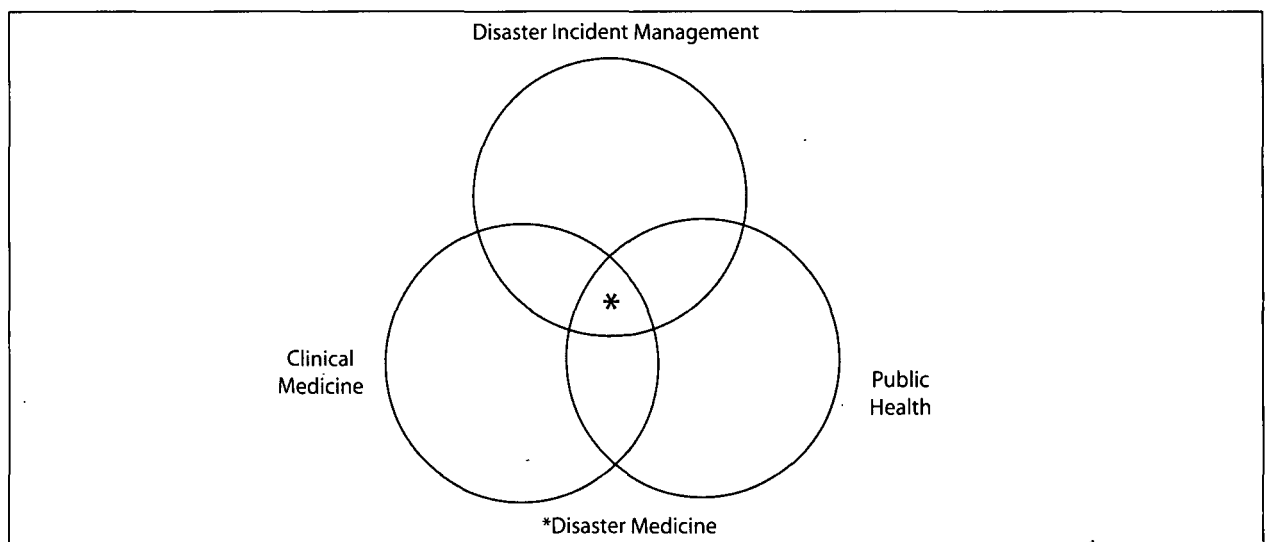 Disaster Incident Management
*
Clinical
Medicine
Public
Health
*Disaster Medicine